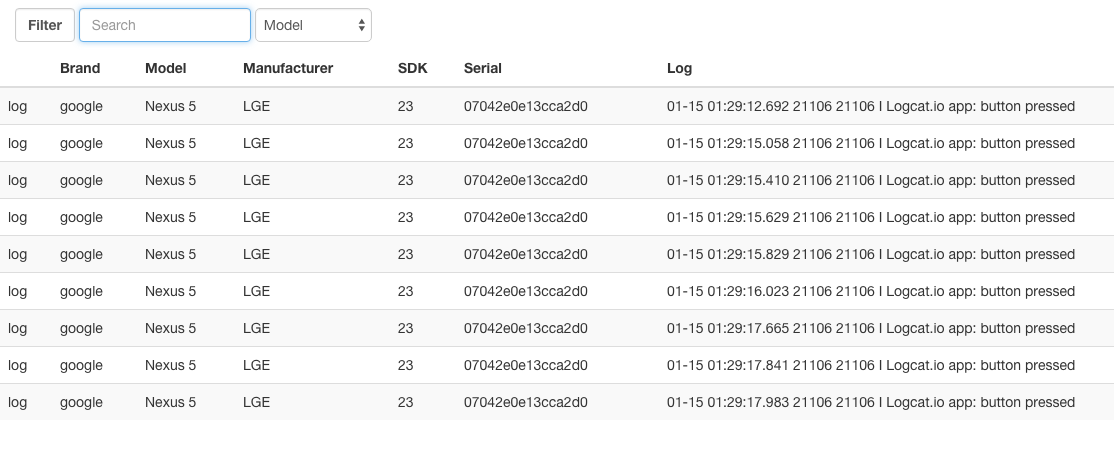 Filter Search Model
Brand Model Manufacturer SDK Serial Log
log google Nexus 5 LGE 23 07042e0e13cca2d0 01-15 01:29:12.692 21106 21106 I Logcat.io app: button pressed
log google Nexus 5 LGE 23 07042e0e13cca2d0 01-15 01:29:15.058 21106 21106 I Logcat.io app: button pressed
log google Nexus 5 LGE 23 07042e0e13cca2d0 01-15 01:29:15.410 21106 21106 I Logcat.io app: button pressed
log google Nexus 5 LGE 23 07042e0e13cca2d0 01-15 01:29:15.629 21106 21106 I Logcat.io app: button pressed
log google Nexus 5 LGE 23 07042e0e13cca2d0 01-15 01:29:15.829 21106 21106 I Logcat.io app: button pressed
log google Nexus 5 LGE 23 07042e0e13cca2d0 01-15 01:29:16.023 21106 21106 I Logcat.io app: button pressed
log google Nexus 5 LGE 23 07042e0e13cca2d0 01-15 01:29:17.665 21106 21106 I Logcat.io app: button pressed
log google Nexus 5 LGE 23 07042e0e13cca2d0 01-15 01:29:17.841 21106 21106 I Logcat.io app: button pressed
log google Nexus 5 LGE 23 07042e0e13cca2d0 01-15 01:29:17.983 21106 21106 I Logcat.io app: button pressed